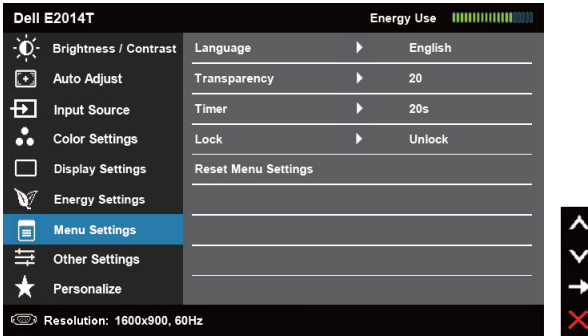 Dell E2014T Energy Use
Brightness / Contrast Language English
Auto Adjust Transparency 20
Input Source Timer 20s
Color Settings Lock Unlock
Display Settings Reset Menu Settings
Energy Settings
Menu Settings
Other Settings
Personalize
Resolution: 1600x900, 60Hz